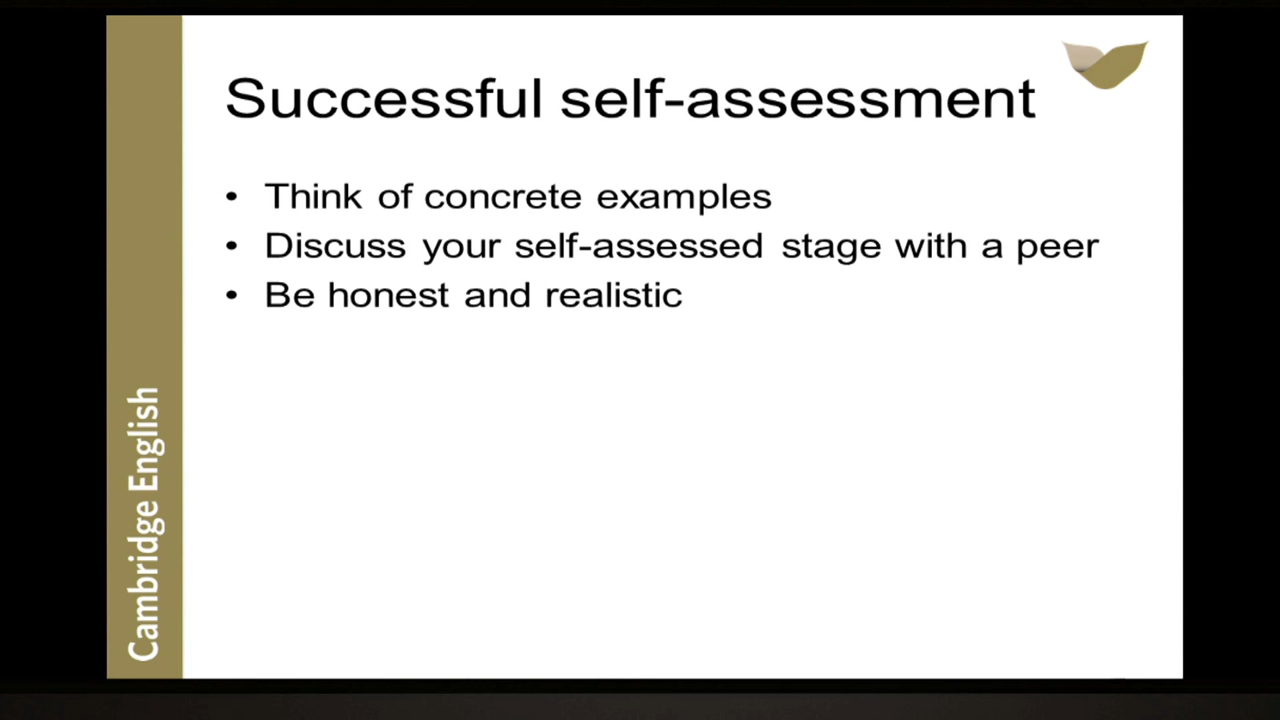 Successful self-assessment
• Think of concrete examples
• Discuss your self-assessed stage with a peer
• Be honest and realistic
Cambridge English